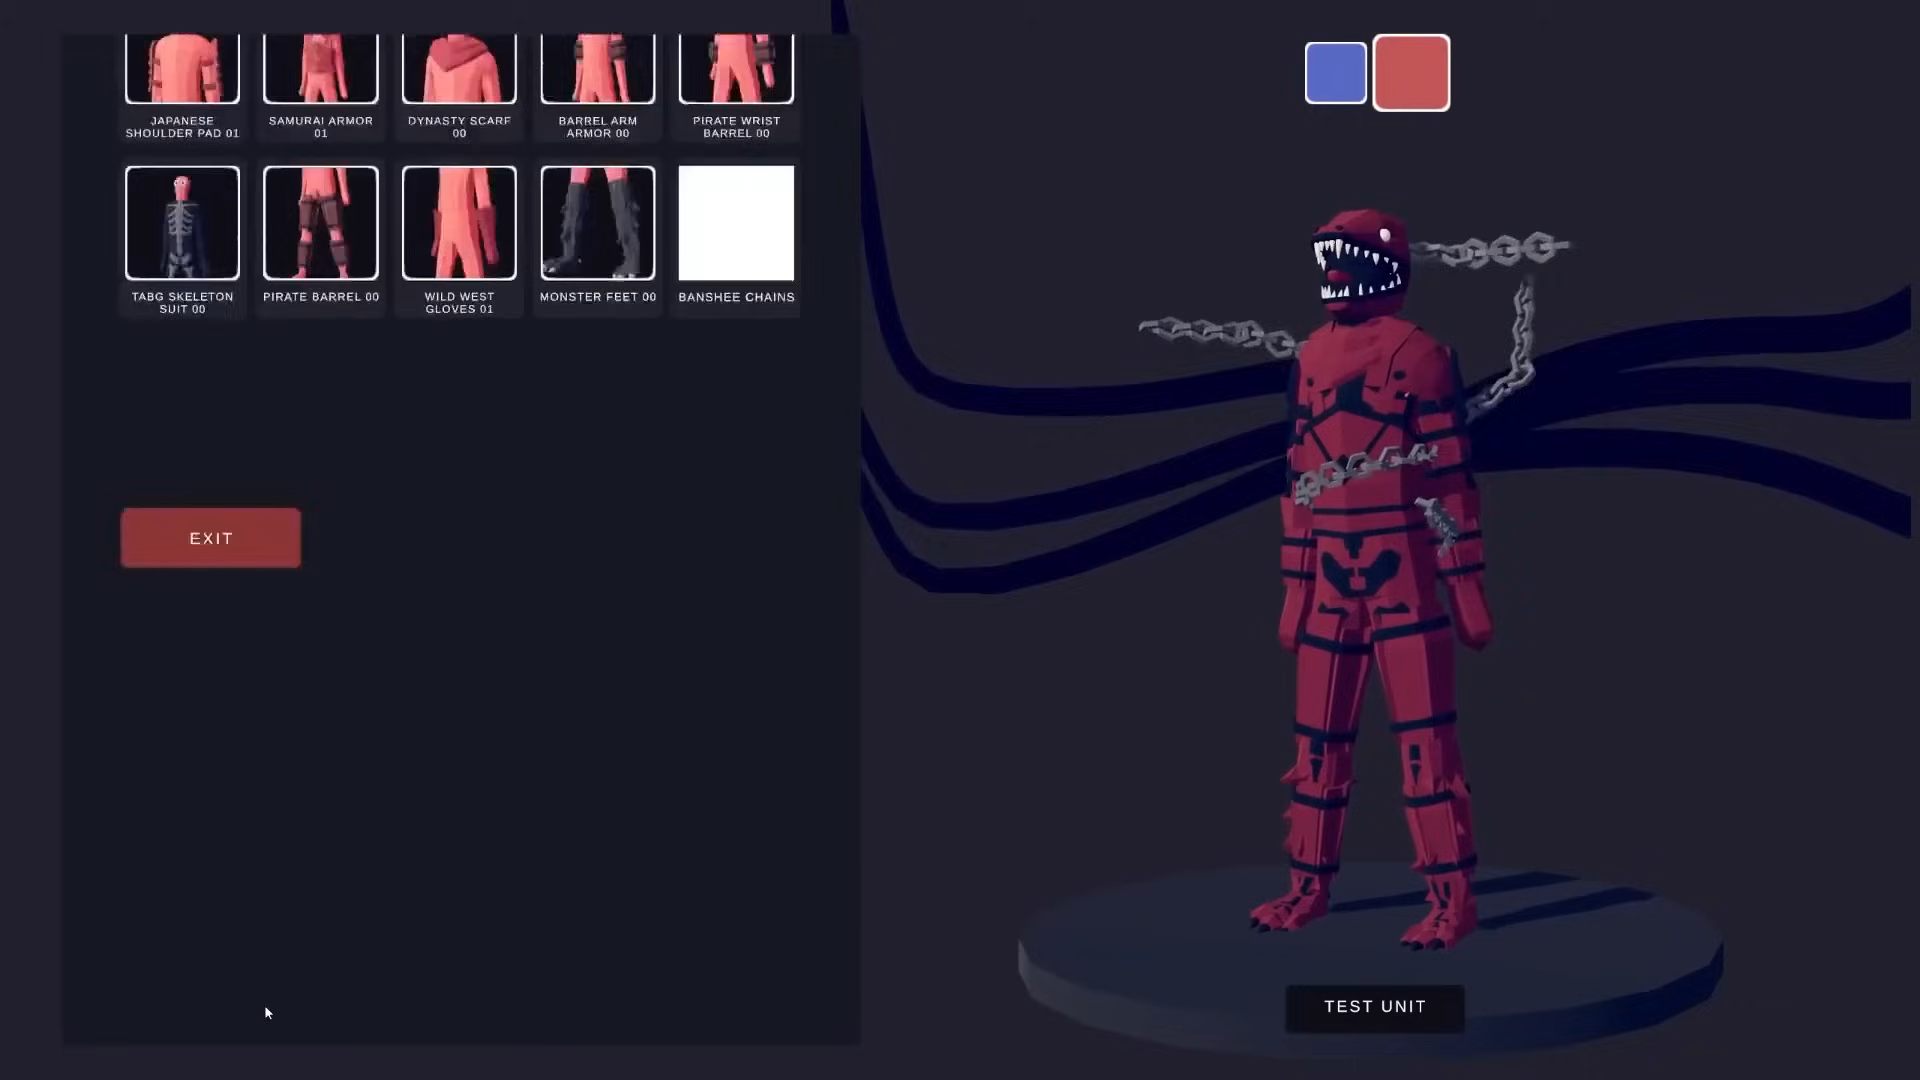 JAPANESE
SHOULDER PAD 01
SAMURAI ARMOR
01
DYNASTY SCARF
00
BARREL ARM
ARMOR 00
PIRATE WRIST
BARREL 00
TABG SKELETON
SUIT 00
PIRATE BARREL 00
WILD WEST
GLOVES 01
MONSTER FEET 00
BANSHEE CHAINS
EXIT
TEST UNIT